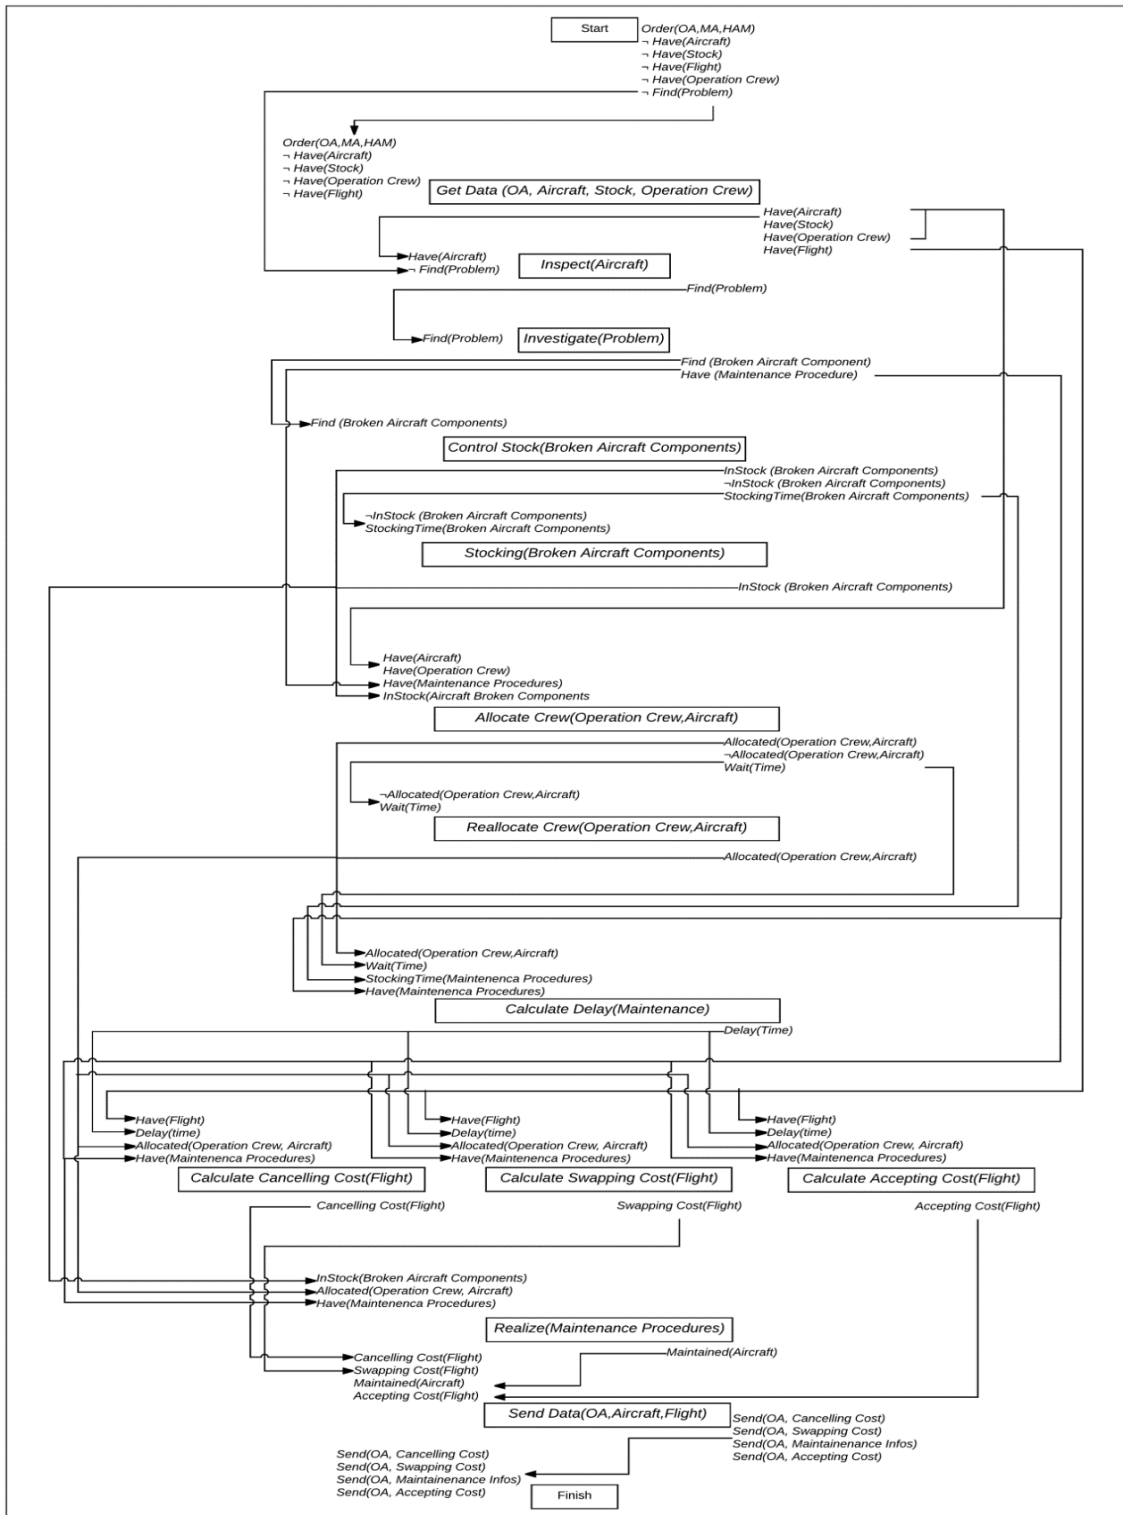 Start
Order(OA,MA,HAM)
¬ Have(Aircraft)
¬ Have(Stock)
¬ Have(Flight)
¬ Have(Operation Crew)
¬ Find(Problem)
Order(OA,MA,HAM)
¬ Have(Aircraft)
¬ Have(Stock)
¬ Have(Operation Crew)
¬ Have(Flight)
Get Data (OA, Aircraft, Stock, Operation Crew)
Have(Aircraft)
Have(Stock)
Have(Operation Crew)
Have(Flight)
Have(Aircraft)
¬ Find(Problem)
Inspect(Aircraft)
Find(Problem)
Find(Problem)
Investigate(Problem)
Find (Broken Aircraft Component)
Have (Maintenance Procedure)
Find (Broken Aircraft Components)
Control Stock(Broken Aircraft Components)
InStock (Broken Aircraft Components)
¬InStock (Broken Aircraft Components)
StockingTime(Broken Aircraft Components)
¬InStock (Broken Aircraft Components)
StockingTime(Broken Aircraft Components)
Stocking(Broken Aircraft Components)
InStock (Broken Aircraft Components)
Have(Aircraft)
Have(Operation Crew)
Have(Maintenance Procedures)
InStock(Aircraft Broken Components
Allocate Crew(Operation Crew,Aircraft)
Allocated(Operation Crew,Aircraft)
¬Allocated(Operation Crew,Aircraft)
Wait(Time)
¬Allocated(Operation Crew,Aircraft)
Wait(Time)
Reallocate Crew(Operation Crew,Aircraft)
Allocated(Operation Crew,Aircraft)
Allocated(Operation Crew,Aircraft)
Wait(Time)
StockingTime(Maintenenca Procedures)
Have(Maintenenca Procedures)
Calculate Delay(Maintenance)
Delay(Time)
Have(Flight)
Delay(time)
Allocated(Operation Crew, Aircraft)
Have(Maintenenca Procedures)
Calculate Cancelling Cost(Flight)
Have(Flight)
Delay(time)
Allocated(Operation Crew, Aircraft)
Have(Maintenenca Procedures)
Calculate Swapping Cost(Flight)
Have(Flight)
Delay(time)
Allocated(Operation Crew, Aircraft)
Have(Maintenenca Procedures)
Calculate Accepting Cost(Flight)
Cancelling Cost(Flight)
Swapping Cost(Flight)
Accepting Cost(Flight)
InStock(Broken Aircraft Components)
Allocated(Operation Crew, Aircraft)
Have(Maintenenca Procedures)
Realize(Maintenance Procedures)
Maintained(Aircraft)
Cancelling Cost(Flight)
Swapping Cost(Flight)
Maintained(Aircraft)
Accepting Cost(Flight)
Send Data(OA,Aircraft,Flight)
Send(OA, Cancelling Cost)
Send(OA, Swapping Cost)
Send(OA, Maintainenance Infos)
Send(OA, Accepting Cost)
Send(OA, Cancelling Cost)
Send(OA, Swapping Cost)
Send(OA, Maintainenance Infos)
Send(OA, Accepting Cost)
Finish